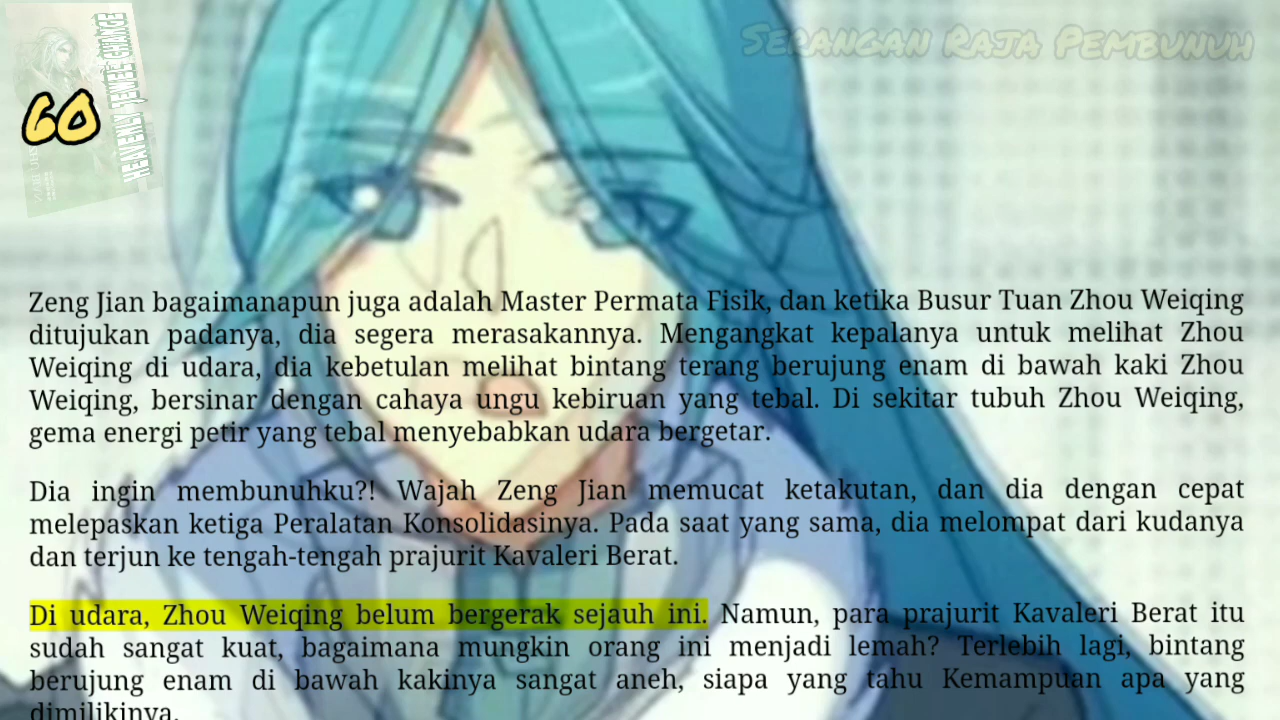 SERANGAN RAJA PEMBUNUH
HEAVENLY JEWEL CHANGE
60
Zeng Jian bagaimanapun juga adalah Master Permata Fisik, dan ketika Busur Tuan Zhou Weiqing
ditujukan padanya, dia segera merasakannya. Mengangkat kepalanya untuk melihat Zhou
Weiqing di udara, dia kebetulan melihat bintang terang berujung enam di bawah kaki Zhou
Weiqing, bersinar dengan cahaya ungu kebiruan yang tebal. Di sekitar tubuh Zhou Weiqing,
gema energi petir yang tebal menyebabkan udara bergetar.
Dia ingin membunuhku?! Wajah Zeng Jian memucat ketakutan, dan dia dengan cepat
melepaskan ketiga Peralatan Konsolidasinya. Pada saat yang sama, dia melompat dari kudanya
dan terjun ke tengah-tengah prajurit Kavaleri Berat.
Di udara, Zhou Weiqing belum bergerak sejauh ini. Namun, para prajurit Kavaleri Berat itu
sudah sangat kuat, bagaimana mungkin orang ini menjadi lemah? Terlebih lagi, bintang
berujung enam di bawah kakinya sangat aneh, siapa yang tahu Kemampuan apa yang
dimilikinya.